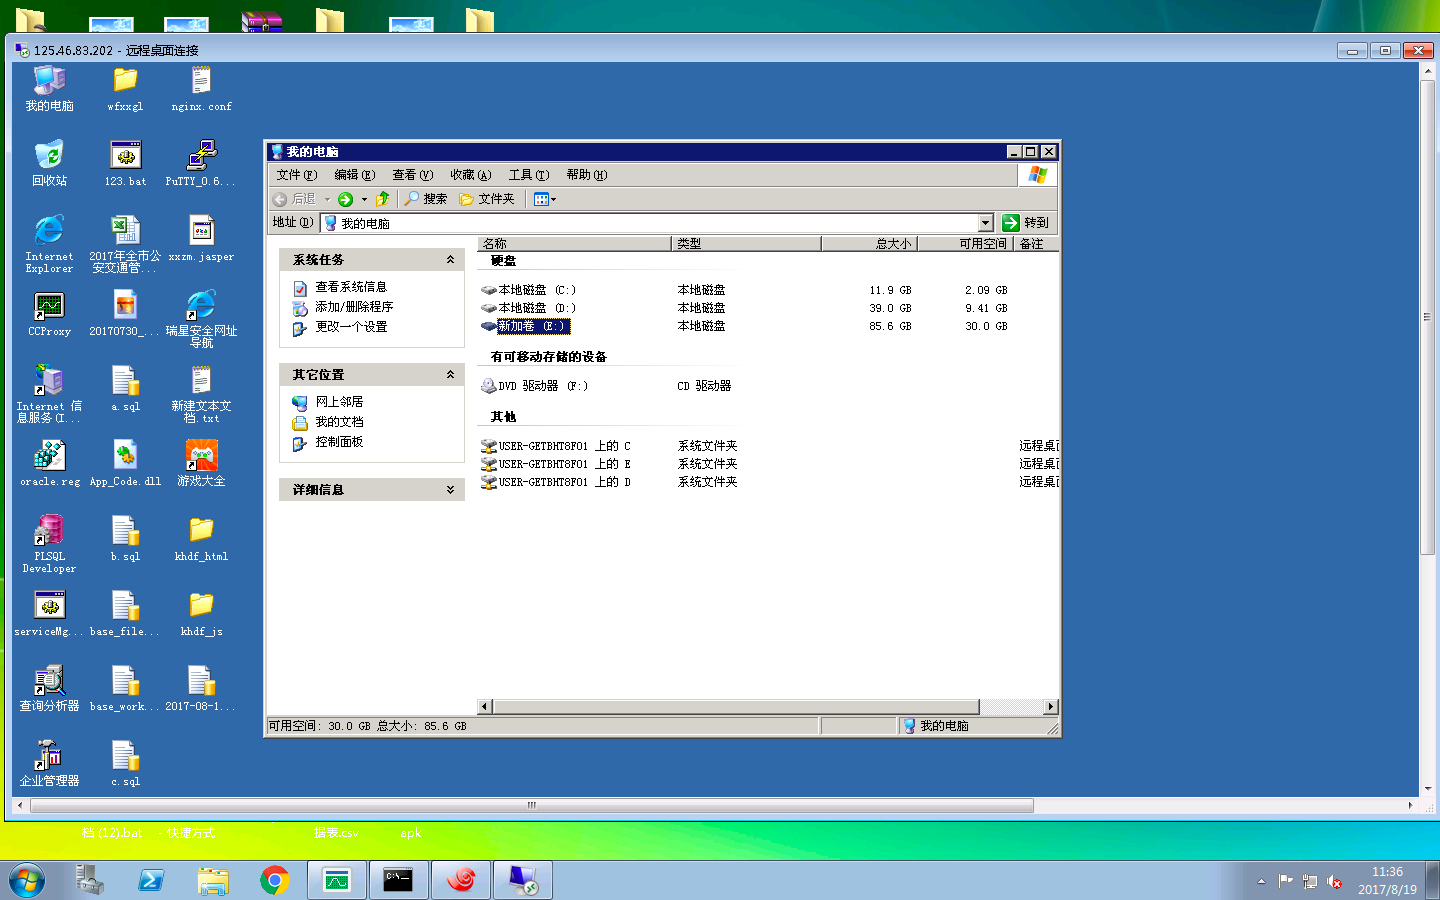 125.46.83.202 - 远程桌面连接
我的电脑
wfxxgl
nginx.conf
回收站
123.bat
PuTTY_0.6...
Internet
Explorer
2017年全市公
安交通管...
xxzm.jasper
CCProxy
20170730_...
瑞星安全网址
导航
Internet 信
息服务(I...
a.sql
新建文本文
档.txt
oracle.reg
App_Code.dll
游戏大全
PLSQL
Developer
b.sql
khdf_html
serviceMg...
base_file...
khdf_js
查询分析器
base_work...
2017-08-1...
企业管理器
c.sql
我的电脑
文件(F) 编辑(E) 查看(V) 收藏(A) 工具(T) 帮助(H)
后退 搜索 文件夹
地址(D) 我的电脑 转到
系统任务
查看系统信息
添加/删除程序
更改一个设置
其它位置
网上邻居
我的文档
控制面板
详细信息
名称 类型 总大小 可用空间 备注
硬盘
本地磁盘 (C:) 本地磁盘 11.9 GB 2.09 GB
本地磁盘 (D:) 本地磁盘 39.0 GB 9.41 GB
新加卷 (E:) 本地磁盘 85.6 GB 30.0 GB
有可移动存储的设备
DVD 驱动器 (F:) CD 驱动器
其他
USER-GETBHT8F01 上的 C 系统文件夹 远程桌面
USER-GETBHT8F01 上的 E 系统文件夹 远程桌面
USER-GETBHT8F01 上的 D 系统文件夹 远程桌面
可用空间: 30.0 GB 总大小: 85.6 GB 我的电脑
档 (12).bat - 快捷方式 据表.csv apk
C:\
11:36
2017/8/19